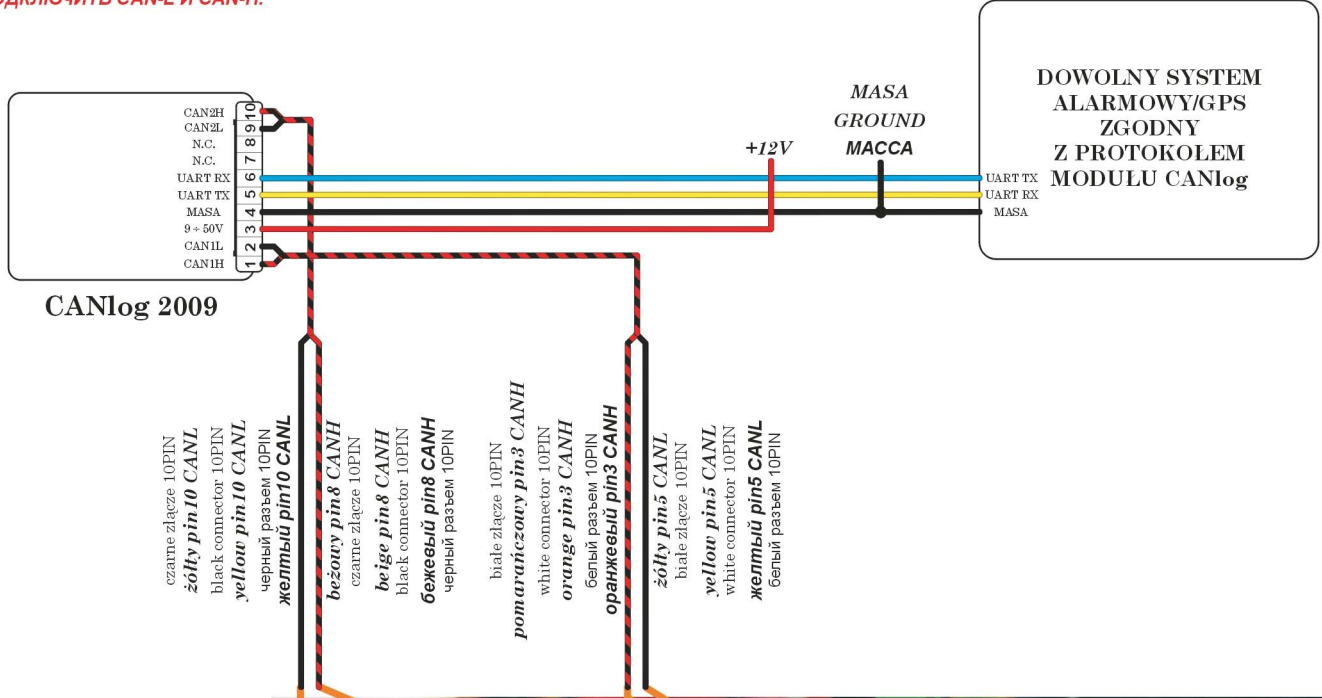 ПОДКЛЮЧИТЬ CAN-L И CAN-H.
CAN2H 10
CAN2L 9
N.C. 8
N.C. 7
UART RX 6
UART TX 5
MASA 4
9 ÷ 50V 3
CAN1L 2
CAN1H 1
CANlog 2009
+12V
MASA
GROUND
МАССА
UART TX
UART RX
MASA
DOWOLNY SYSTEM
ALARMOWY/GPS
ZGODNY
Z PROTOKOŁEM
MODUŁU CANlog
czarne złącze 10PIN
żółty pin10 CANL
black connector 10PIN
yellow pin10 CANL
черный разъем 10PIN
желтый pin10 CANL
beżowy pin8 CANH
czarne złącze 10PIN
beige pin8 CANH
black connector 10PIN
бежевый pin8 CANH
черный разъем 10PIN
białe złącze 10PIN
pomarańczowy pin3 CANH
white connector 10PIN
orange pin3 CANH
белый разъем 10PIN
оранжевый pin3 CANH
żółty pin5 CANL
białe złącze 10PIN
yellow pin5 CANL
white connector 10PIN
желтый pin5 CANL
белый разъем 10PIN